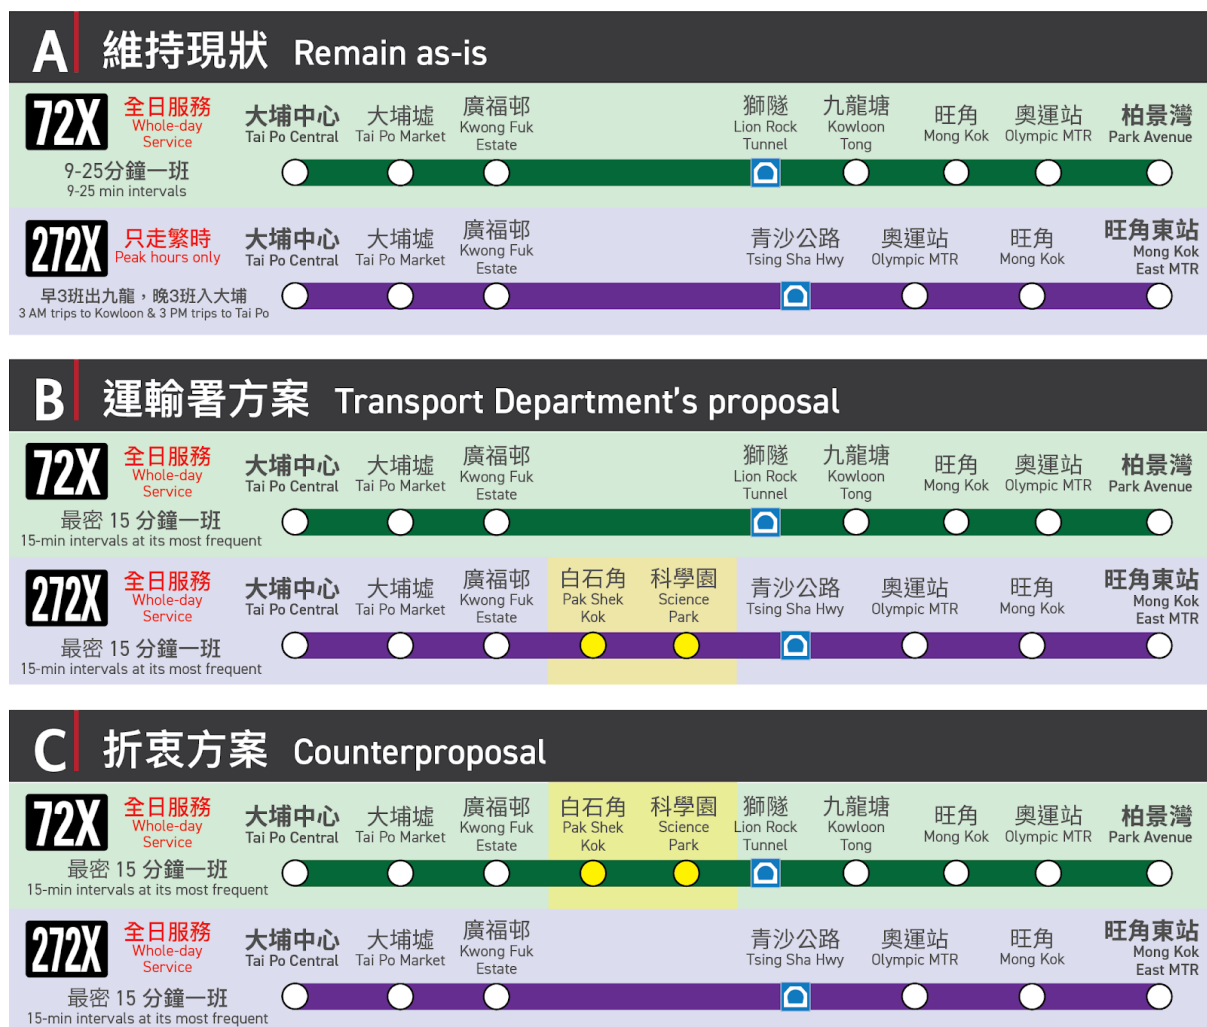 A 維持現狀 Remain as-is
72X 全日服務
Whole-day
Service
9-25分鐘一班
9-25 min intervals
大埔中心
Tai Po Central
大埔墟
Tai Po Market
廣福邨
Kwong Fuk
Estate
獅隧
Lion Rock
Tunnel
九龍塘
Kowloon
Tong
旺角
Mong Kok
奧運站
Olympic MTR
柏景灣
Park Avenue
272X 只走繁時
Peak hours only
早3班出九龍，晚3班入大埔
3 AM trips to Kowloon & 3 PM trips to Tai Po
大埔中心
Tai Po Central
大埔墟
Tai Po Market
廣福邨
Kwong Fuk
Estate
青沙公路
Tsing Sha Hwy
奧運站
Olympic MTR
旺角
Mong Kok
旺角東站
Mong Kok
East MTR
B 運輸署方案 Transport Department's proposal
72X 全日服務
Whole-day
Service
最密 15 分鐘一班
15-min intervals at its most frequent
大埔中心
Tai Po Central
大埔墟
Tai Po Market
廣福邨
Kwong Fuk
Estate
獅隧
Lion Rock
Tunnel
九龍塘
Kowloon
Tong
旺角
Mong Kok
奧運站
Olympic MTR
柏景灣
Park Avenue
272X 全日服務
Whole-day
Service
最密 15 分鐘一班
15-min intervals at its most frequent
大埔中心
Tai Po Central
大埔墟
Tai Po Market
廣福邨
Kwong Fuk
Estate
白石角
Pak Shek
Kok
科學園
Science
Park
青沙公路
Tsing Sha Hwy
奧運站
Olympic MTR
旺角
Mong Kok
旺角東站
Mong Kok
East MTR
C 折衷方案 Counterproposal
72X 全日服務
Whole-day
Service
最密 15 分鐘一班
15-min intervals at its most frequent
大埔中心
Tai Po Central
大埔墟
Tai Po Market
廣福邨
Kwong Fuk
Estate
白石角
Pak Shek
Kok
科學園
Science
Park
獅隧
Lion Rock
Tunnel
九龍塘
Kowloon
Tong
旺角
Mong Kok
奧運站
Olympic MTR
柏景灣
Park Avenue
272X 全日服務
Whole-day
Service
最密 15 分鐘一班
15-min intervals at its most frequent
大埔中心
Tai Po Central
大埔墟
Tai Po Market
廣福邨
Kwong Fuk
Estate
青沙公路
Tsing Sha Hwy
奧運站
Olympic MTR
旺角
Mong Kok
旺角東站
Mong Kok
East MTR